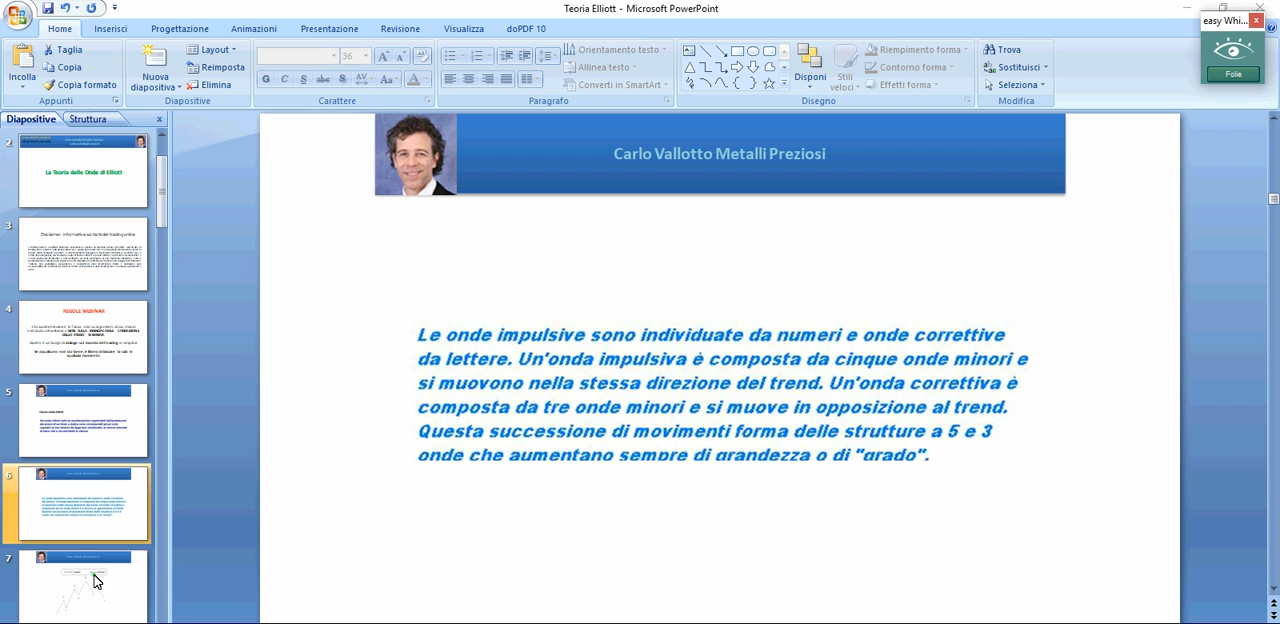 Teoria Elliott - Microsoft PowerPoint
easy Whi...
Home Inserisci Progettazione Animazioni Presentazione Revisione Visualizza doPDF 10
Incolla
Taglia
Copia
Copia formato
Appunti
Nuova
diapositiva
Layout
Reimposta
Elimina
Diapositive
36
Carattere
Paragrafo
Orientamento testo
Allinea testo
Converti in SmartArt
Disponi
Stili
veloci
Riempimento forma
Contorno forma
Effetti forma
Disegno
Trova
Sostituisci
Seleziona
Modifica
Folie
Diapositive Struttura
2
La Teoria delle Onde di Elliott
3
4
REGOLE WEBINAR
5
6
7
Carlo Vallotto Metalli Preziosi
Le onde impulsive sono individuate da numeri e onde correttive
da lettere. Un'onda impulsiva è composta da cinque onde minori e
si muovono nella stessa direzione del trend. Un'onda correttiva è
composta da tre onde minori e si muove in opposizione al trend.
Questa successione di movimenti forma delle strutture a 5 e 3
onde che aumentano sempre di grandezza o di "grado".